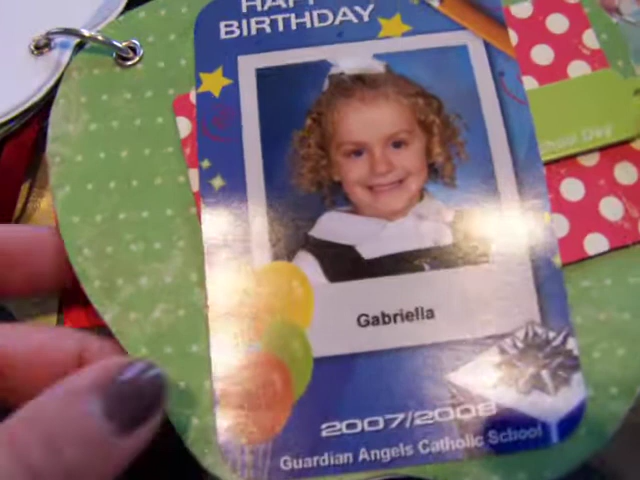 HAPPY
BIRTHDAY
Gabriella
2007/2008
Guardian Angels Catholic School